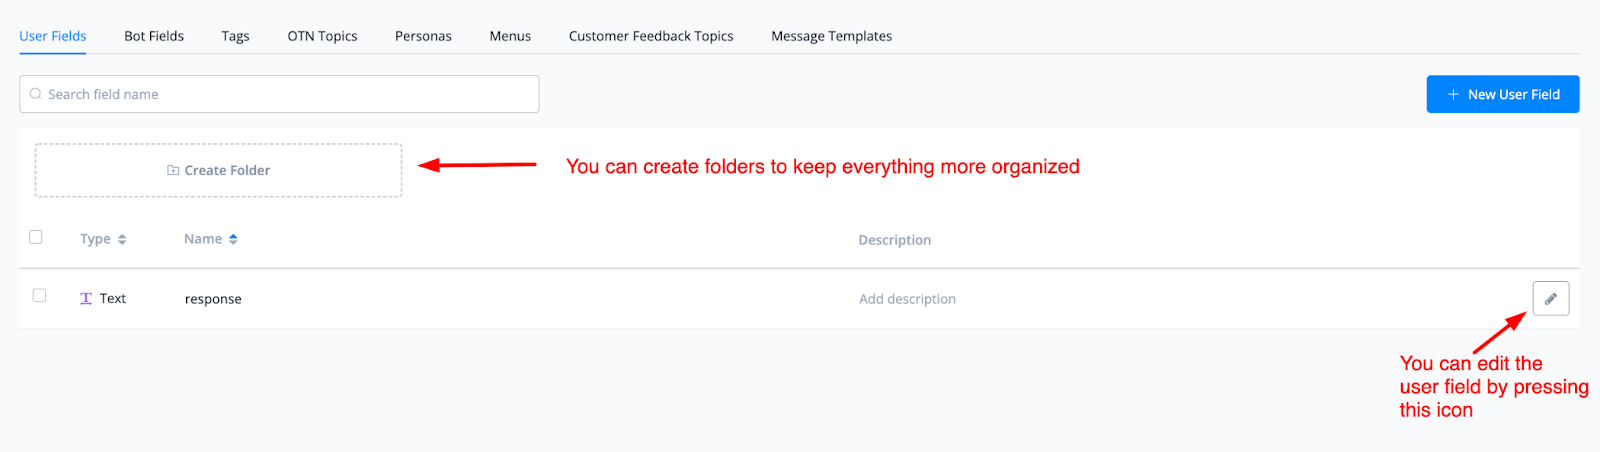 User Fields Bot Fields Tags OTN Topics Personas Menus Customer Feedback Topics Message Templates
Search field name
+ New User Field
Create Folder
You can create folders to keep everything more organized
Type Name Description
Text response Add description
You can edit the
user field by pressing
this icon